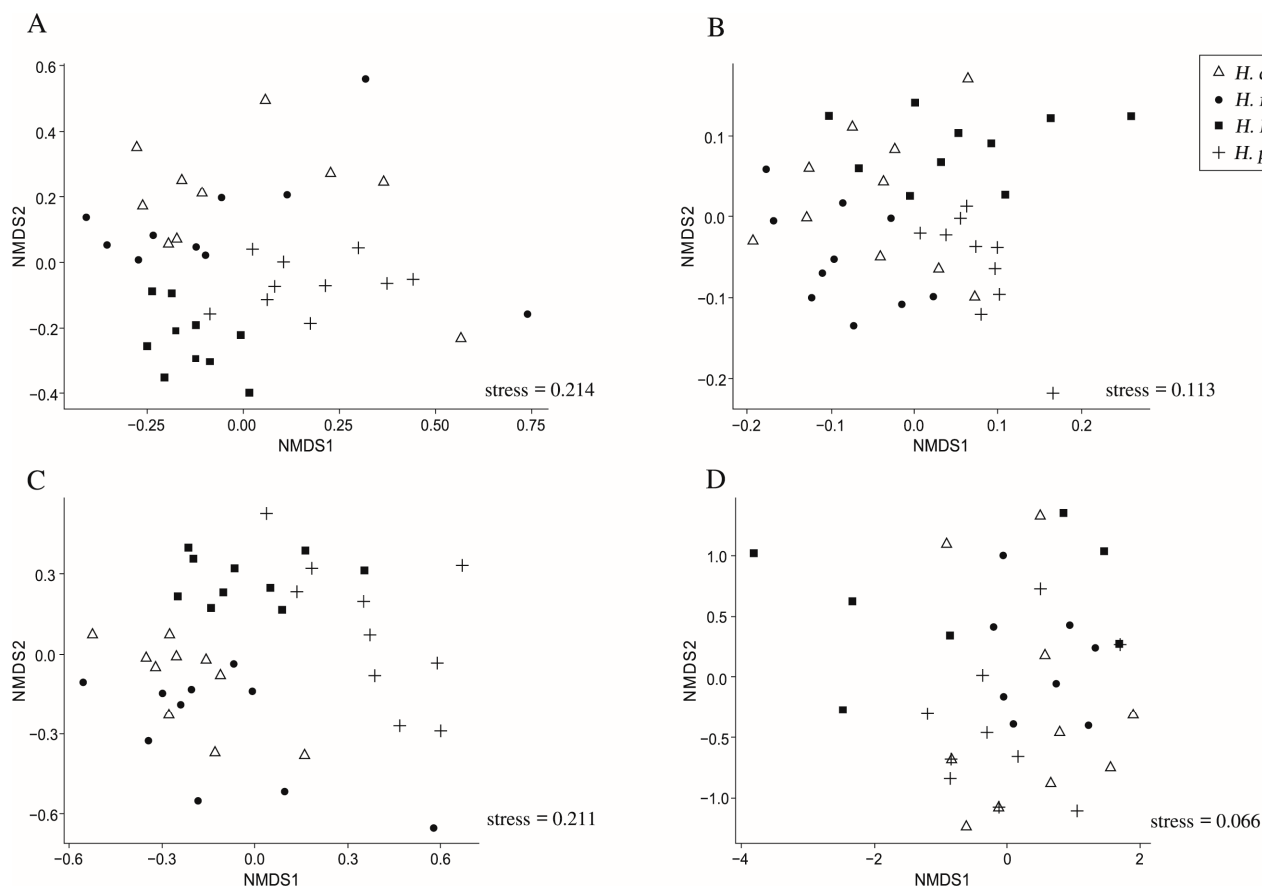 A
0.6
0.4
0.2
0.0
−0.2
−0.4
NMDS2
−0.25
0.00
0.25
0.50
0.75
NMDS1
stress = 0.214
B
0.1
0.0
−0.1
−0.2
NMDS2
−0.2
−0.1
0.0
0.1
0.2
NMDS1
stress = 0.113
H.
H.
H.
H. p
C
0.3
0.0
−0.3
−0.6
NMDS2
−0.6
−0.3
0.0
0.3
0.6
NMDS1
stress = 0.211
D
1.0
0.5
0.0
−0.5
−1.0
NMDS2
−4
−2
0
2
NMDS1
stress = 0.066